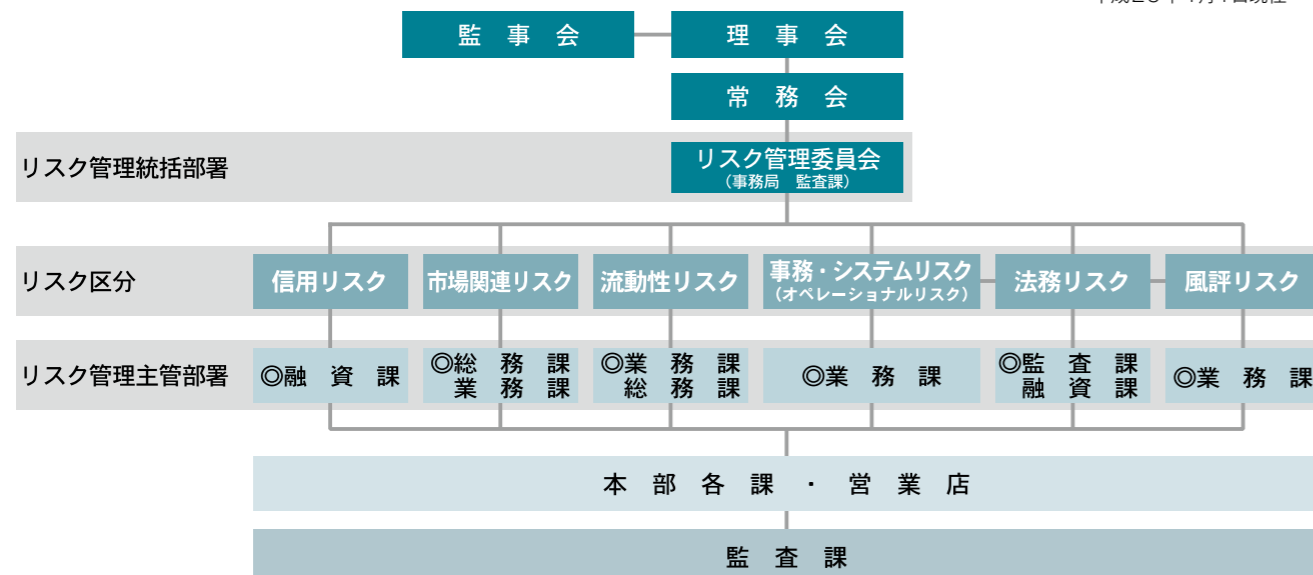 監事会
理事会
常務会
リスク管理統括部署
リスク管理委員会
（事務局 監査課）
リスク区分
信用リスク
市場関連リスク
流動性リスク
事務・システムリスク
（オペレーショナルリスク）
法務リスク
風評リスク
リスク管理主管部署
◎融資課
◎総務課
業務課
◎業務課
総務課
◎業務課
◎監査課
融資課
◎業務課
本部各課・営業店
監査課